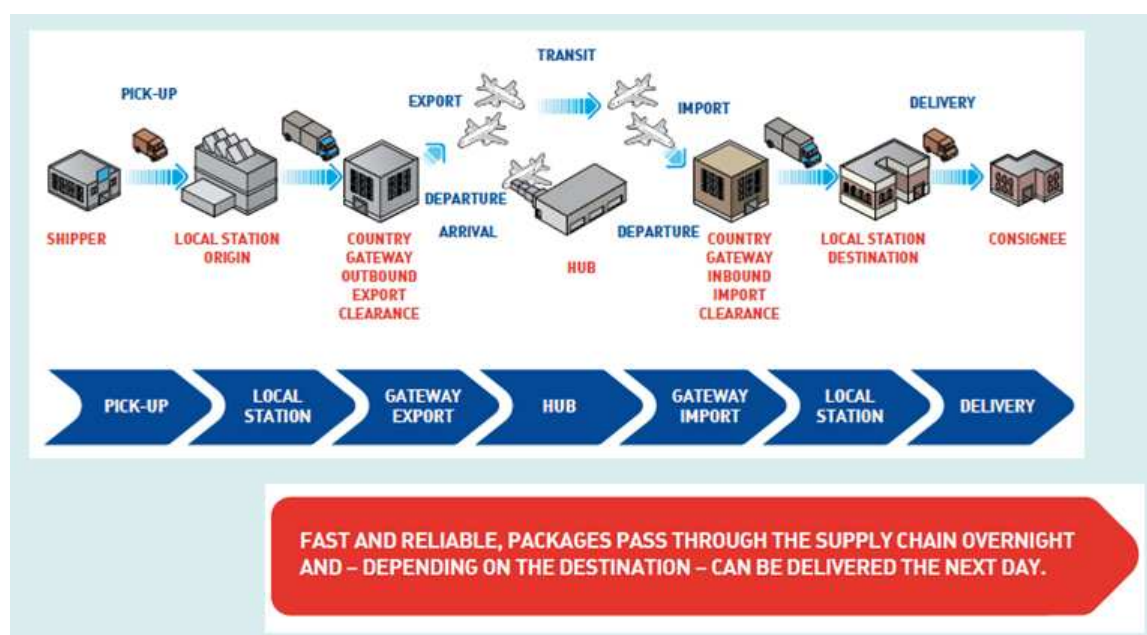 TRANSIT
PICK-UP
EXPORT
IMPORT
DELIVERY
DEPARTURE
ARRIVAL
DEPARTURE
SHIPPER
LOCAL STATION
ORIGIN
COUNTRY
GATEWAY
OUTBOUND
EXPORT
CLEARANCE
HUB
COUNTRY
GATEWAY
INBOUND
IMPORT
CLEARANCE
LOCAL STATION
DESTINATION
CONSIGNEE
PICK-UP
LOCAL
STATION
GATEWAY
EXPORT
HUB
GATEWAY
IMPORT
LOCAL
STATION
DELIVERY
FAST AND RELIABLE, PACKAGES PASS THROUGH THE SUPPLY CHAIN OVERNIGHT
AND – DEPENDING ON THE DESTINATION – CAN BE DELIVERED THE NEXT DAY.